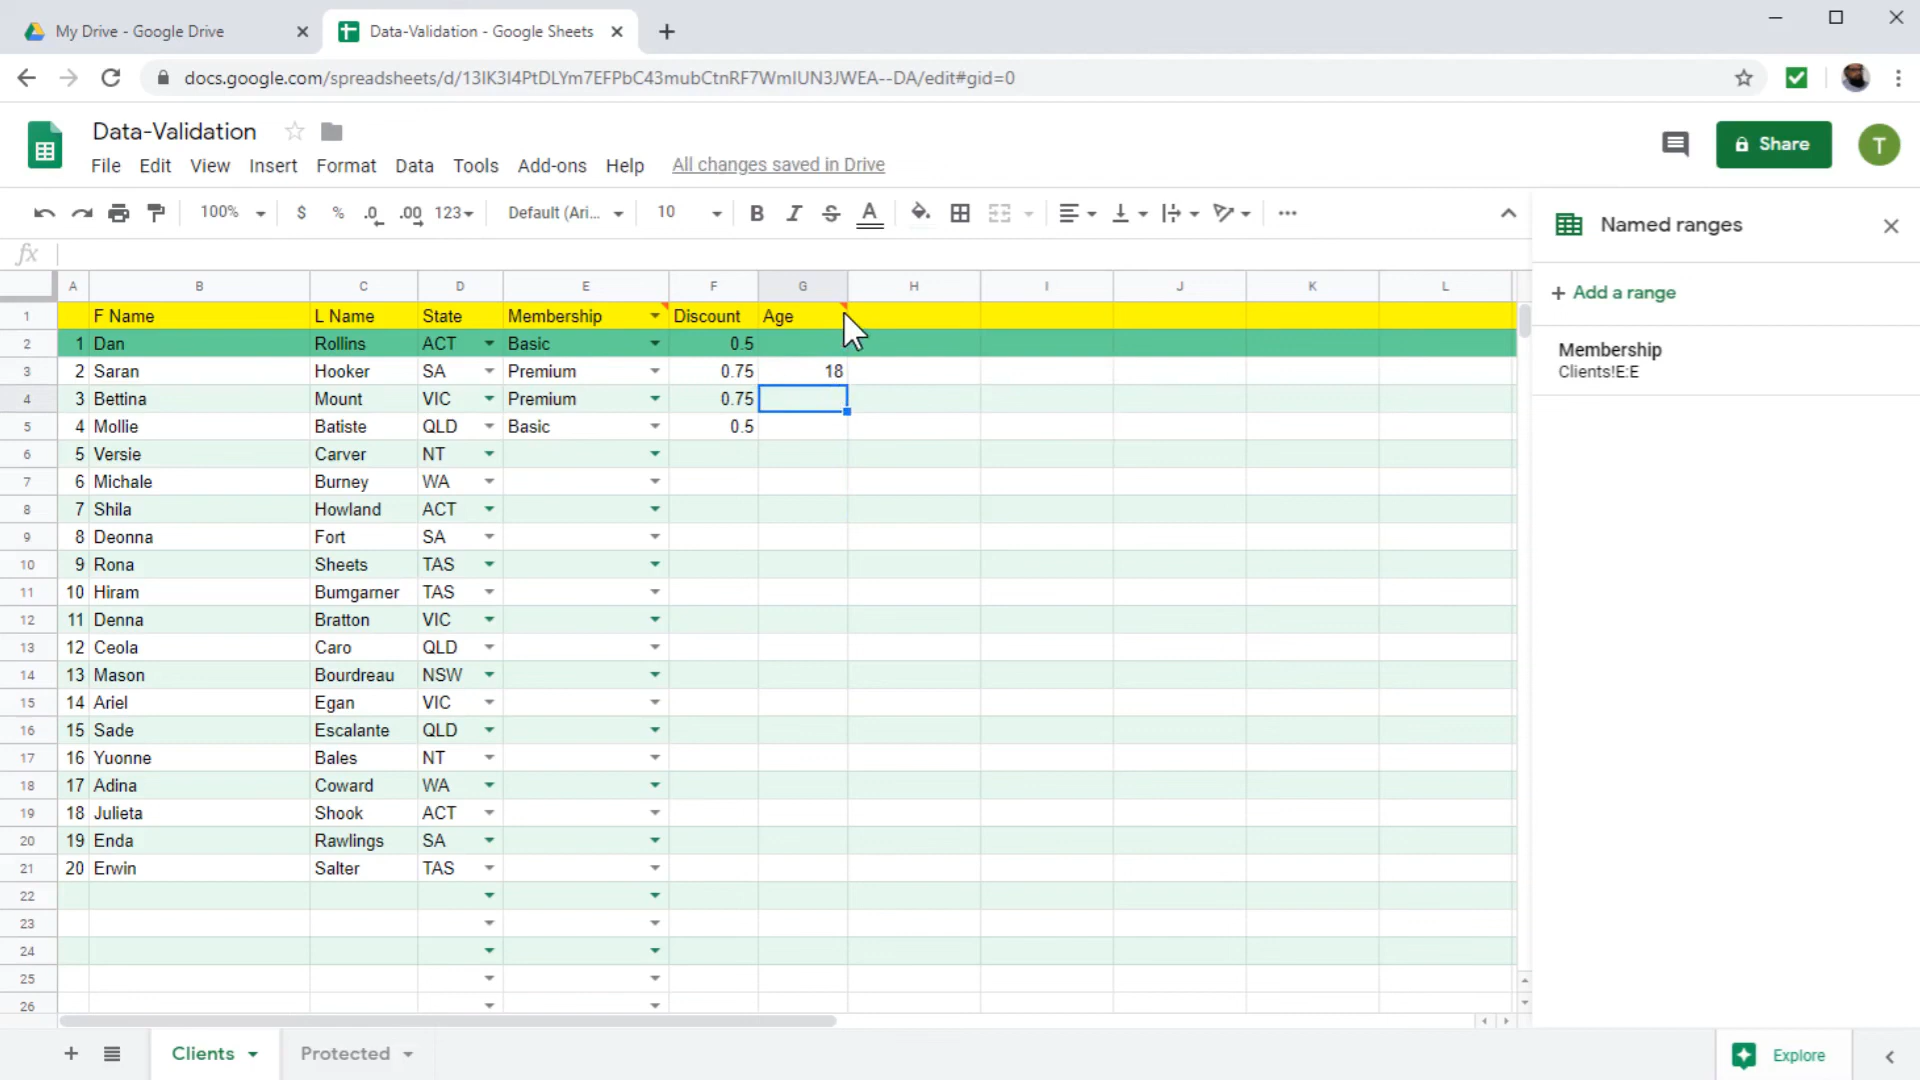 My Drive - Google Drive
Data-Validation - Google Sheets
docs.google.com/spreadsheets/d/13IK3I4PtDLYm7EFPbC43mubCtnRF7WmIUN3JWEA--DA/edit#gid=0
Data-Validation
File Edit View Insert Format Data Tools Add-ons Help All changes saved in Drive
Share
T
100% $ % .0 .00 123 Default (Ari... 10 B I S A
fx
Named ranges
+ Add a range
Membership
Clients!E:E
A B C D E F G H I J K L
1 F Name L Name State Membership Discount Age
2 1 Dan Rollins ACT Basic 0.5
3 2 Saran Hooker SA Premium 0.75 18
4 3 Bettina Mount VIC Premium 0.75
5 4 Mollie Batiste QLD Basic 0.5
6 5 Versie Carver NT
7 6 Michale Burney WA
8 7 Shila Howland ACT
9 8 Deonna Fort SA
10 9 Rona Sheets TAS
11 10 Hiram Bumgarner TAS
12 11 Denna Bratton VIC
13 12 Ceola Caro QLD
14 13 Mason Bourdreau NSW
15 14 Ariel Egan VIC
16 15 Sade Escalante QLD
17 16 Yuonne Bales NT
18 17 Adina Coward WA
19 18 Julieta Shook ACT
20 19 Enda Rawlings SA
21 20 Erwin Salter TAS
22
23
24
25
26
Clients
Protected
Explore